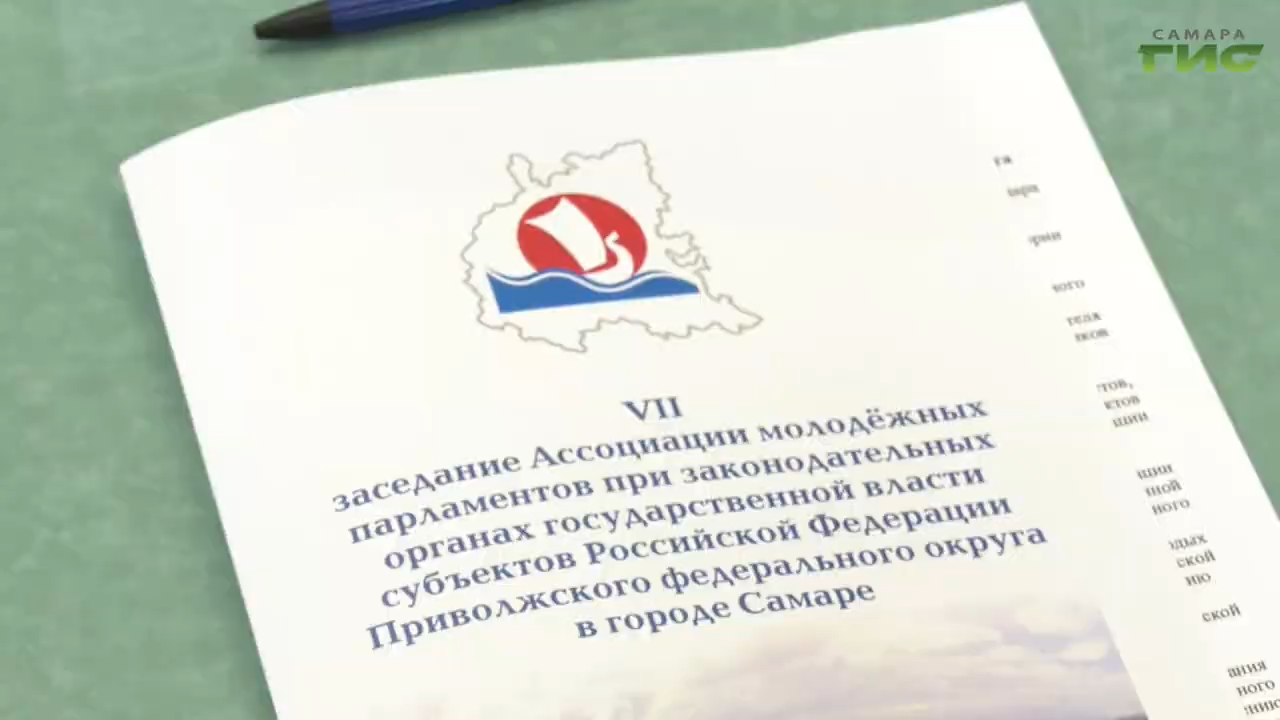 САМАРА
ГИС
VII
заседание Ассоциации молодёжных
парламентов при законодательных
органах государственной власти
субъектов Российской Федерации
Приволжского федерального округа
в городе Самаре